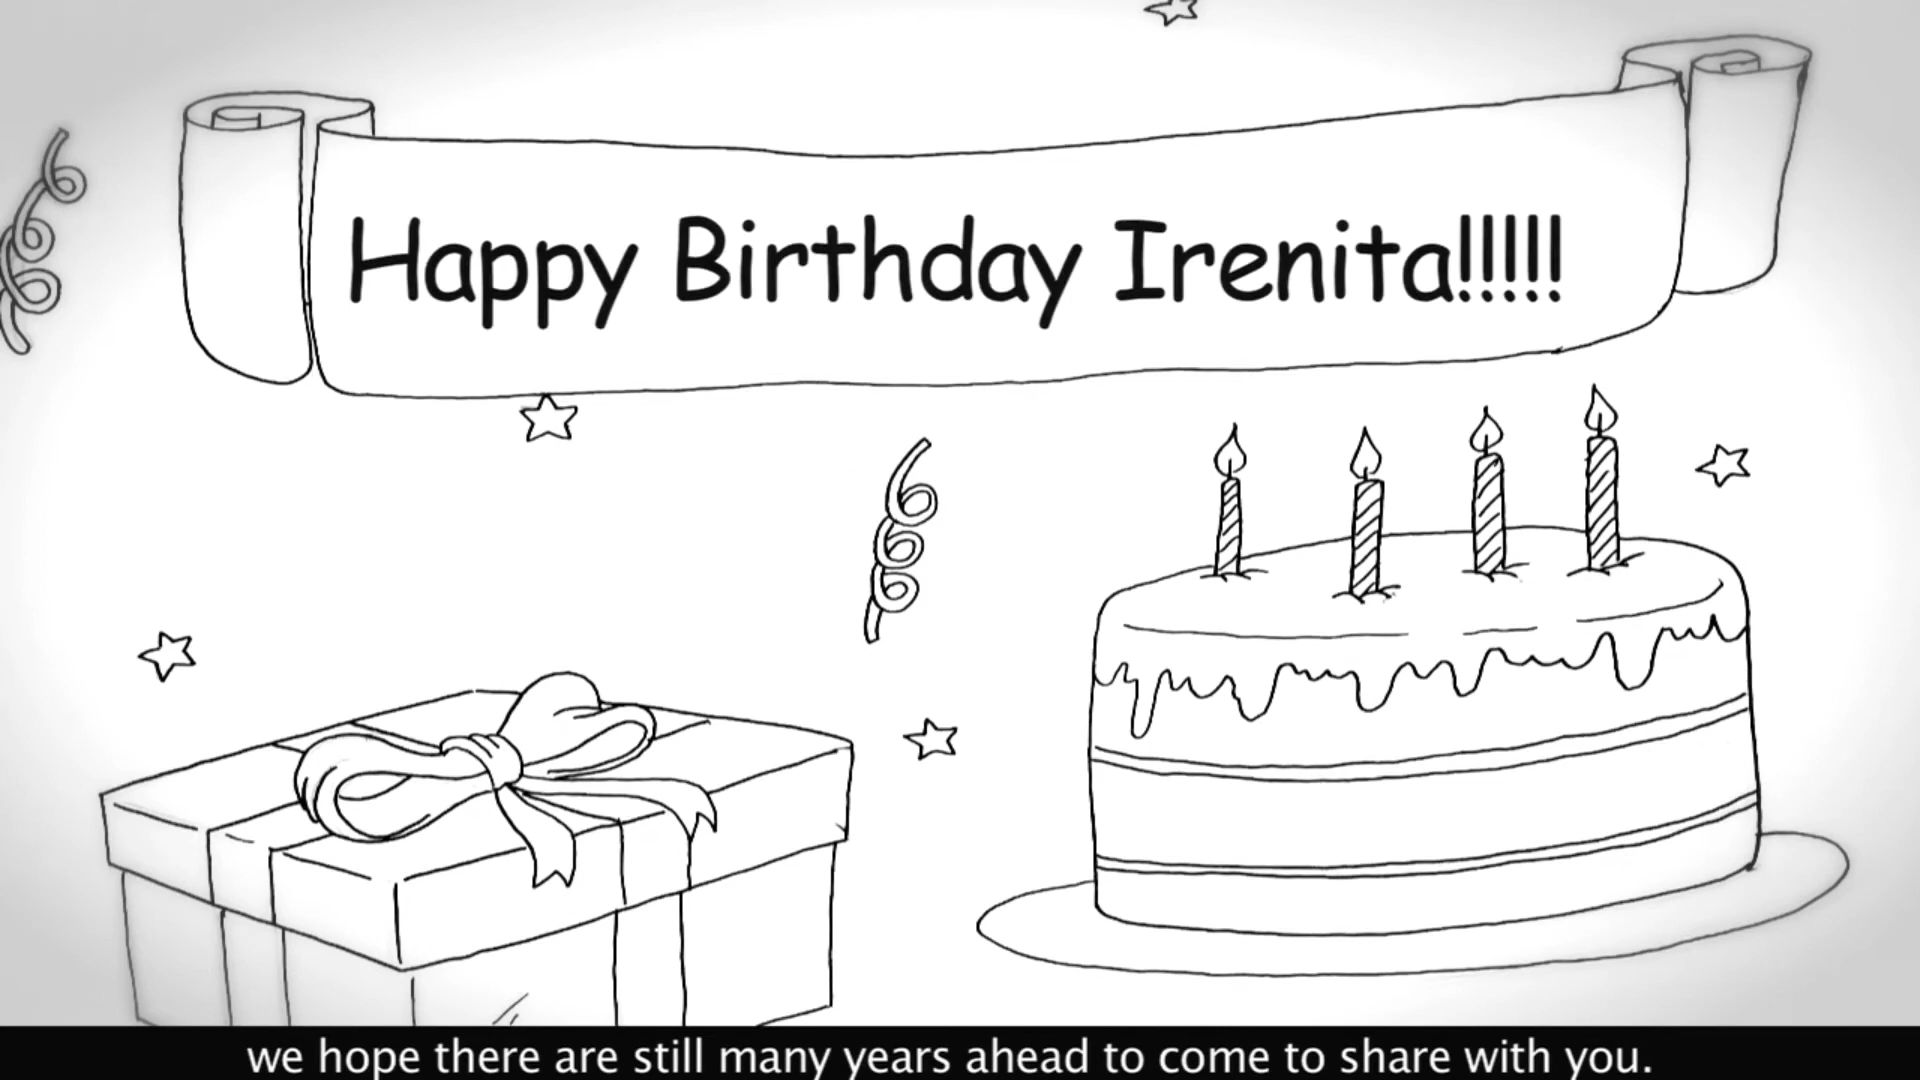 Happy Birthday Irenita!!!!!
we hope there are still many years ahead to come to share with you.